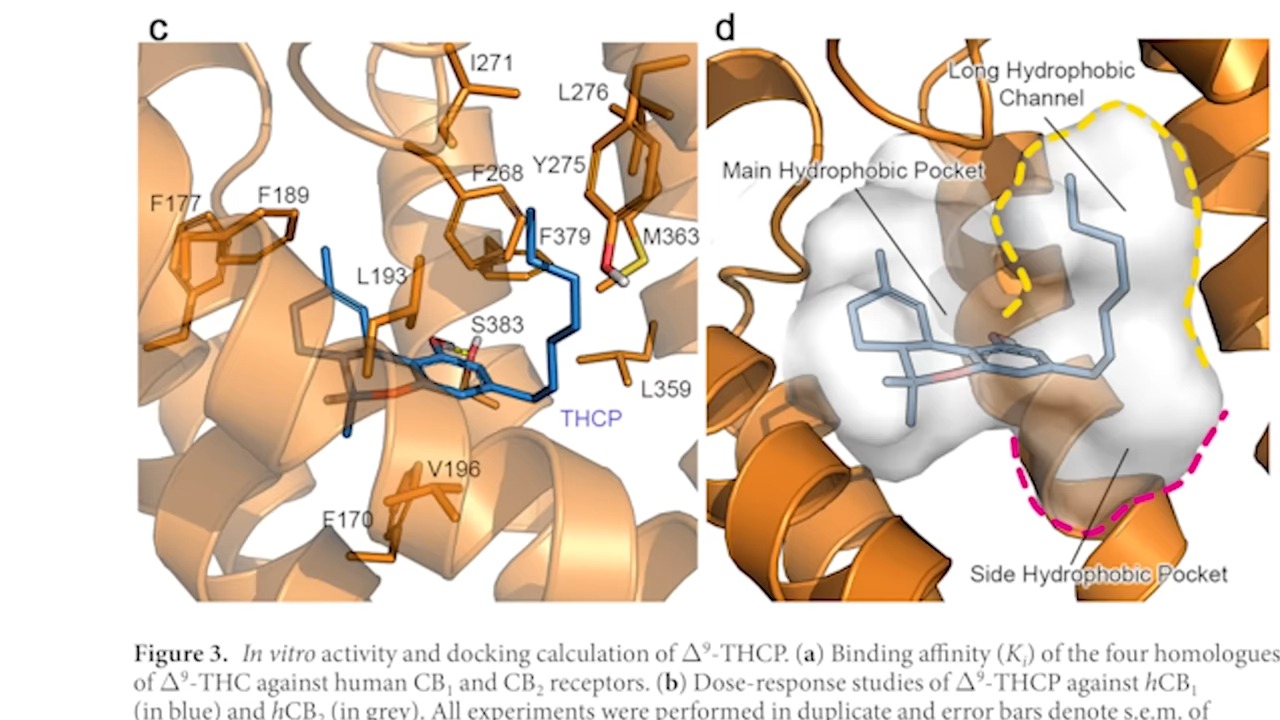 c
d
I271
Long Hydrophobic
Channel
L276
Y275
Main Hydrophobic Pocket
F268
F177
F189
F379
M363
L193
S383
L359
THCP
V196
F170
Side Hydrophobic Pocket
Figure 3. In vitro activity and docking calculation of Δ⁹-THCP. (a) Binding affinity (Kᵢ) of the four homologues
of Δ⁹-THC against human CB₁ and CB₂ receptors. (b) Dose-response studies of Δ⁹-THCP against hCB₁
(in blue) and hCB₂ (in grey). All experiments were performed in duplicate and error bars denote s.e.m. of